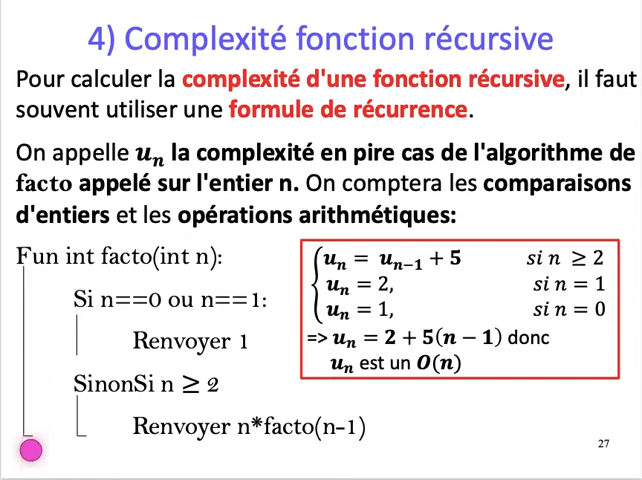 4) Complexité fonction récursive
Pour calculer la complexité d'une fonction récursive, il faut
souvent utiliser une formule de récurrence.
On appelle uₙ la complexité en pire cas de l'algorithme de
facto appelé sur l'entier n. On comptera les comparaisons
d'entiers et les opérations arithmétiques:
Fun int facto(int n):
Si n==0 ou n==1:
Renvoyer 1
SinonSi n ≥ 2
Renvoyer n*facto(n-1)
uₙ = uₙ₋₁ + 5 si n ≥ 2
uₙ = 2, si n = 1
uₙ = 1, si n = 0
=> uₙ = 2 + 5(n − 1) donc
uₙ est un O(n)
27